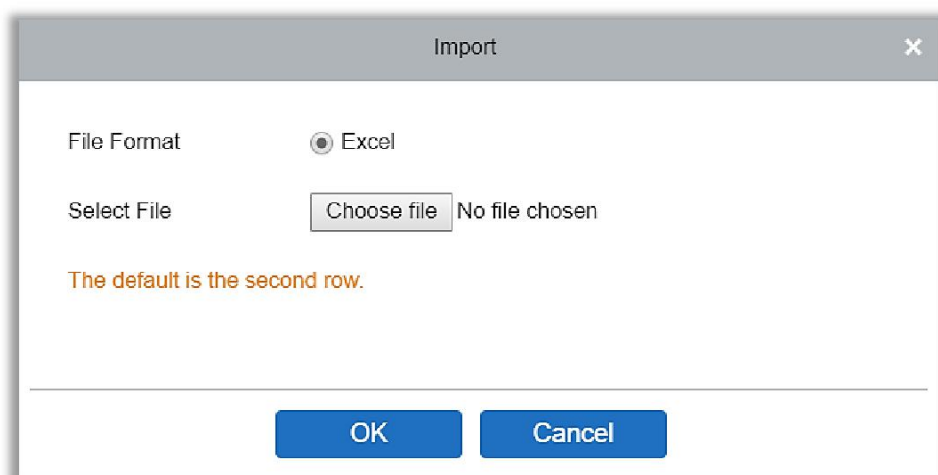 Import
File Format Excel
Select File Choose file No file chosen
The default is the second row.
OK Cancel